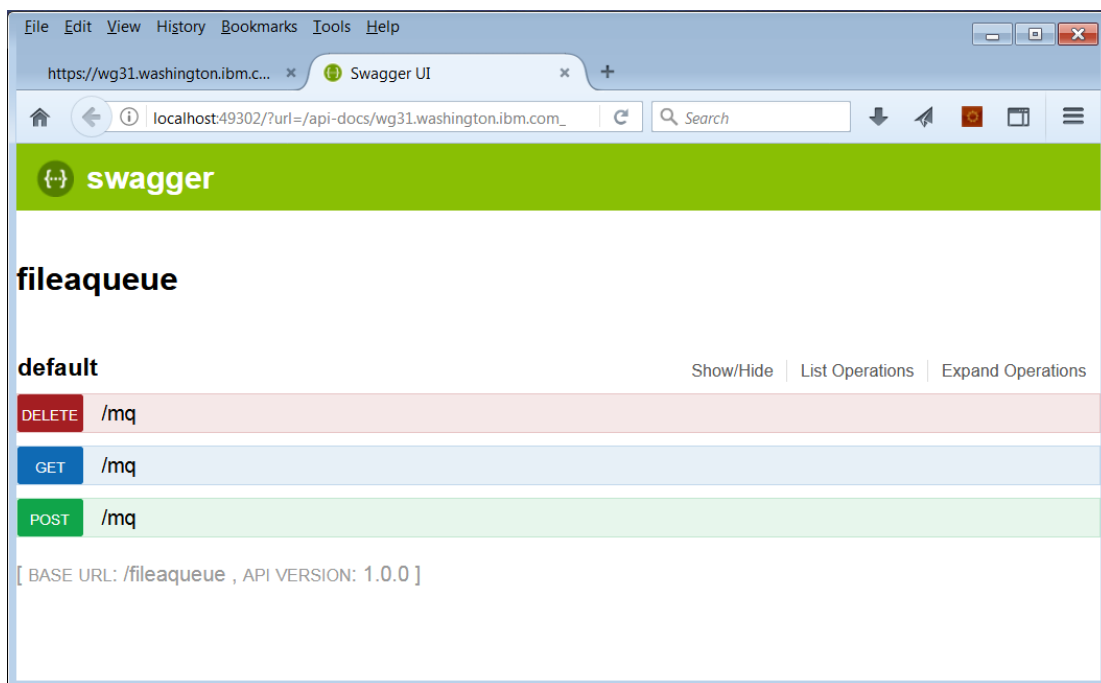 File Edit View History Bookmarks Tools Help
https://wg31.washington.ibm.c... × Swagger UI × +
localhost:49302/?url=/api-docs/wg31.washington.ibm.com_ Search
{...} swagger
fileaqueue
default Show/Hide List Operations Expand Operations
DELETE /mq
GET /mq
POST /mq
[ BASE URL: /fileaqueue , API VERSION: 1.0.0 ]